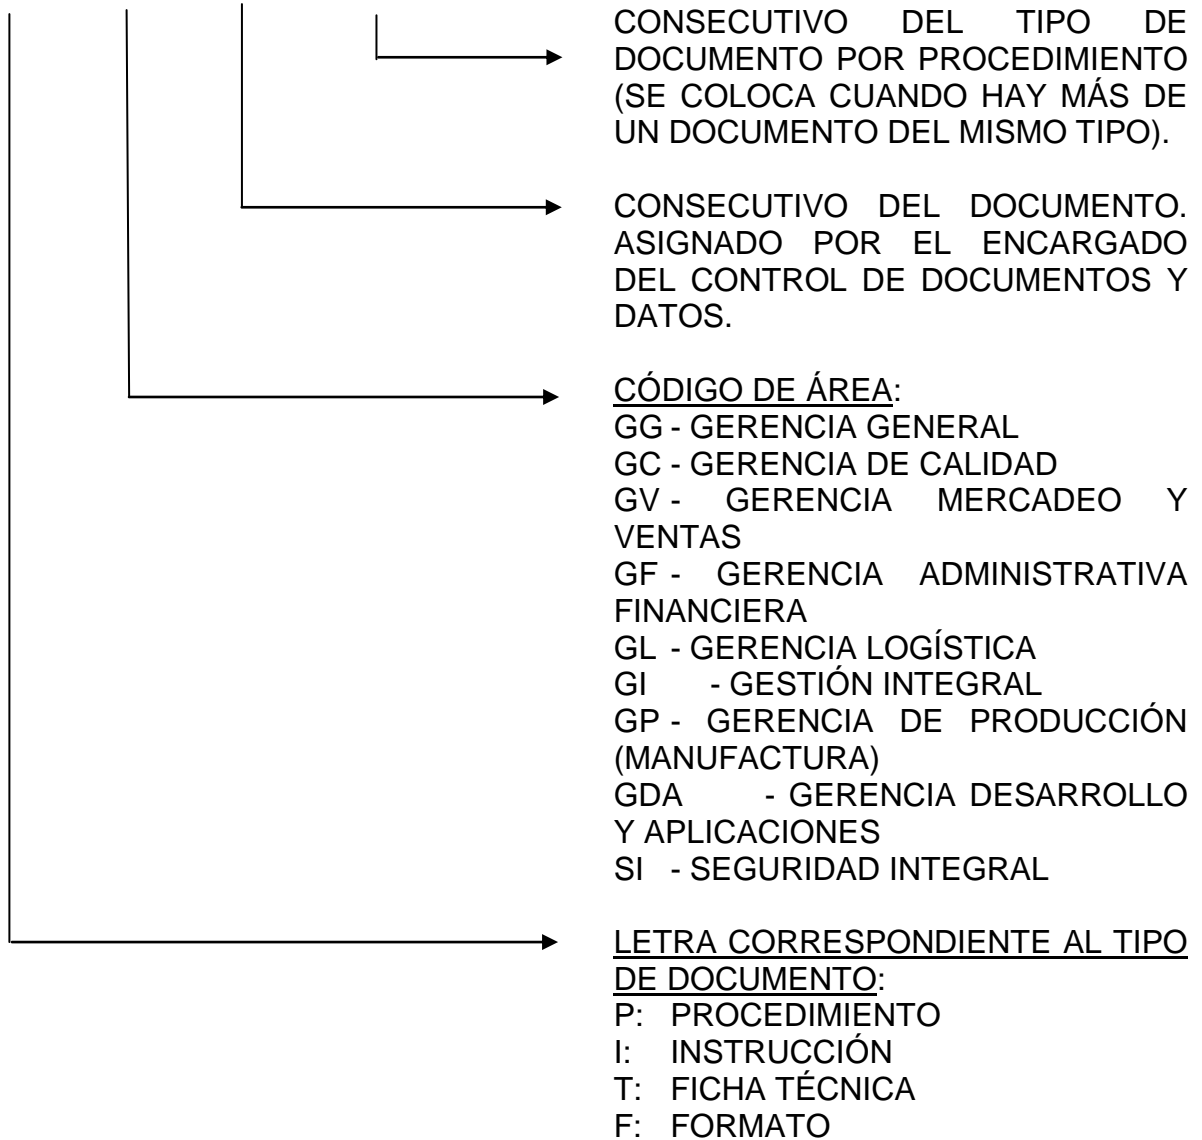 CONSECUTIVO DEL TIPO DE
DOCUMENTO POR PROCEDIMIENTO
(SE COLOCA CUANDO HAY MÁS DE
UN DOCUMENTO DEL MISMO TIPO).
CONSECUTIVO DEL DOCUMENTO.
ASIGNADO POR EL ENCARGADO
DEL CONTROL DE DOCUMENTOS Y
DATOS.
CÓDIGO DE ÁREA:
GG - GERENCIA GENERAL
GC - GERENCIA DE CALIDAD
GV - GERENCIA MERCADEO Y
VENTAS
GF - GERENCIA ADMINISTRATIVA
FINANCIERA
GL - GERENCIA LOGÍSTICA
GI - GESTIÓN INTEGRAL
GP - GERENCIA DE PRODUCCIÓN
(MANUFACTURA)
GDA - GERENCIA DESARROLLO
Y APLICACIONES
SI - SEGURIDAD INTEGRAL
LETRA CORRESPONDIENTE AL TIPO
DE DOCUMENTO:
P: PROCEDIMIENTO
I: INSTRUCCIÓN
T: FICHA TÉCNICA
F: FORMATO